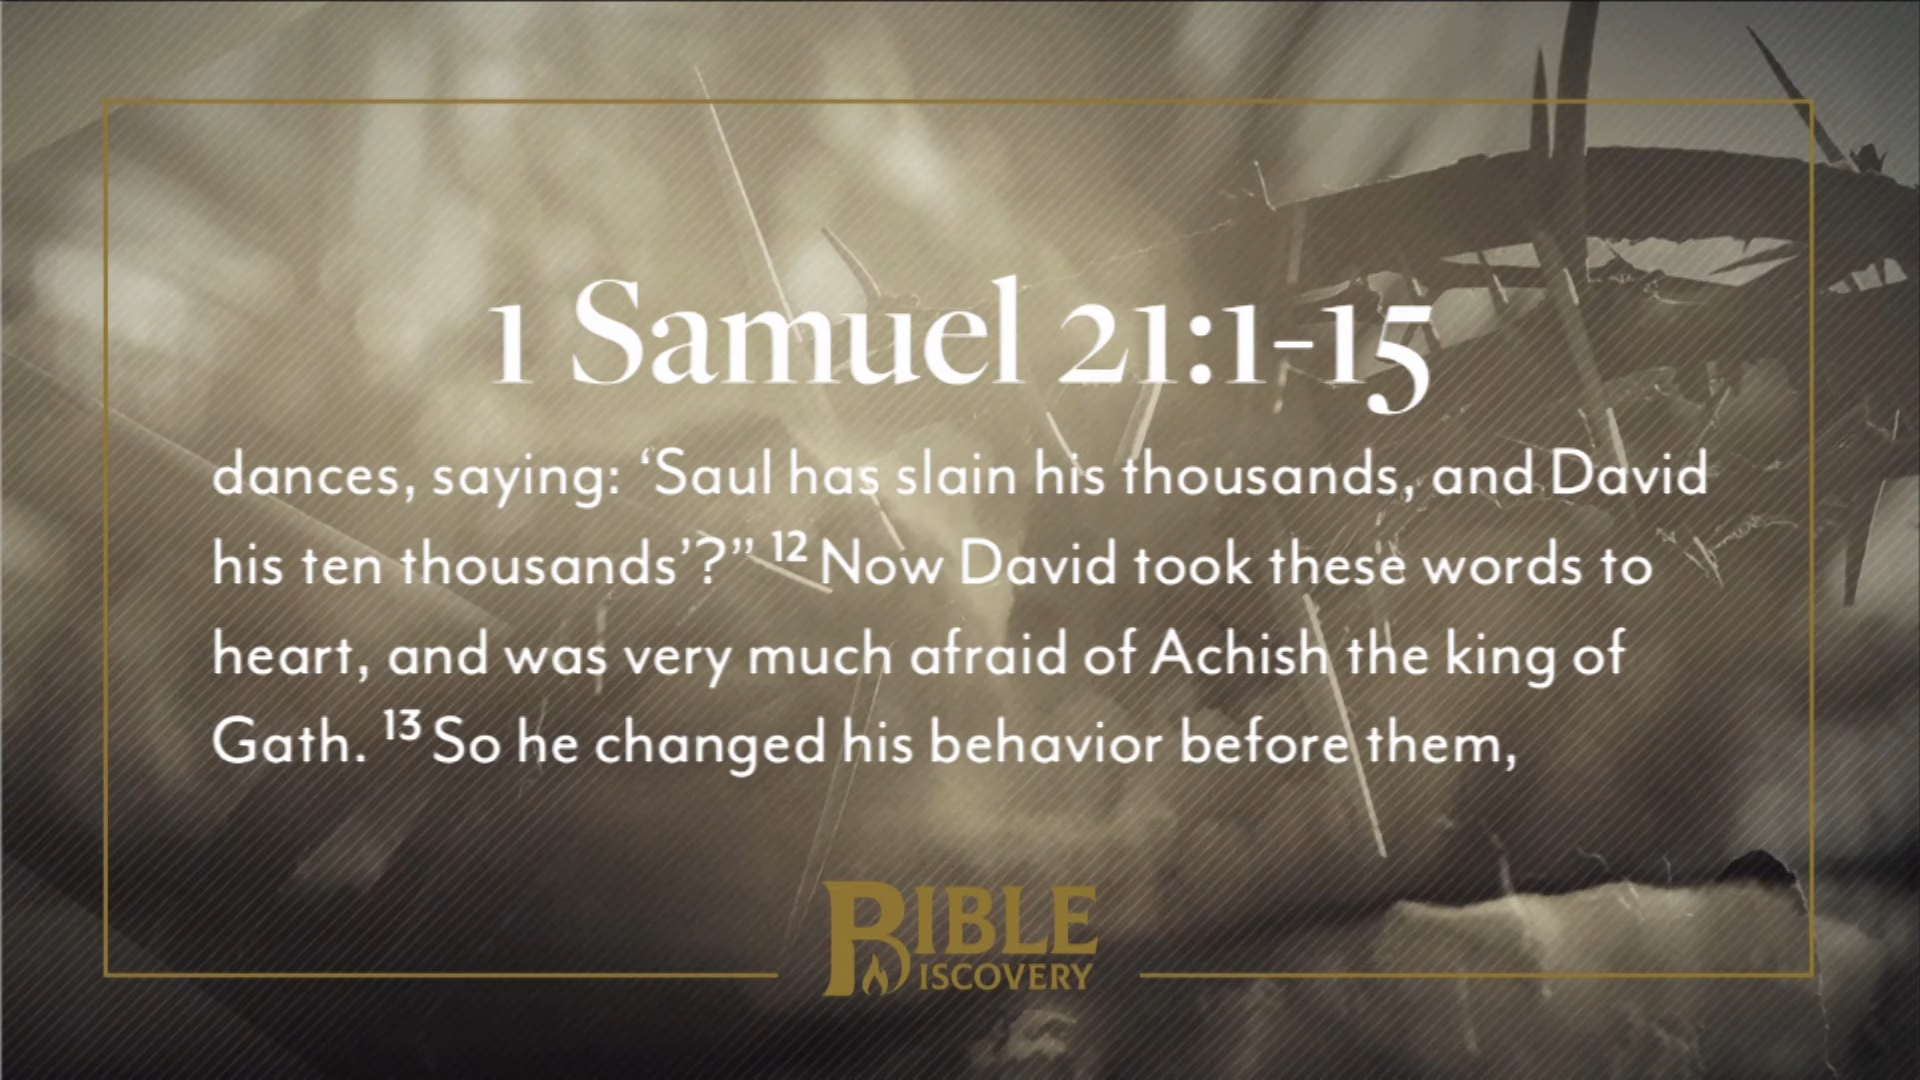 1 Samuel 21:1-15
dances, saying: ‘Saul has slain his thousands, and David
his ten thousands’?” 12 Now David took these words to
heart, and was very much afraid of Achish the king of
Gath. 13 So he changed his behavior before them,
BIBLE
DISCOVERY